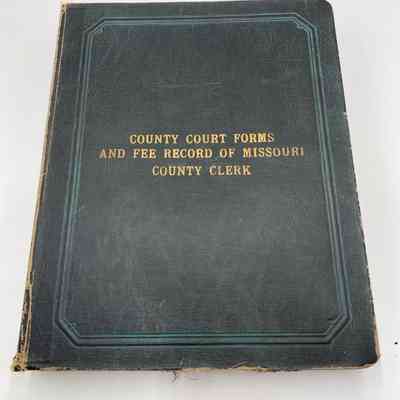 COUNTY COURT FORMS
AND FEE RECORD OF MISSOURI
COUNTY CLERK